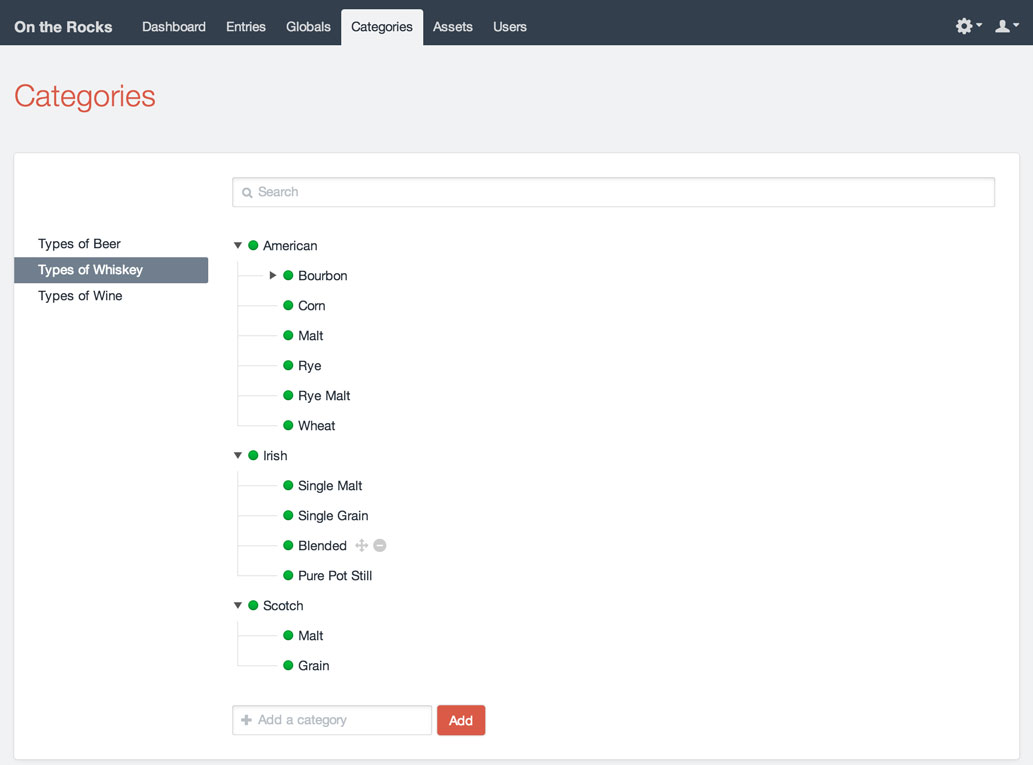 On the Rocks Dashboard Entries Globals Categories Assets Users
Categories
Search
Types of Beer
Types of Whiskey
Types of Wine
American
Bourbon
Corn
Malt
Rye
Rye Malt
Wheat
Irish
Single Malt
Single Grain
Blended
Pure Pot Still
Scotch
Malt
Grain
Add a category Add